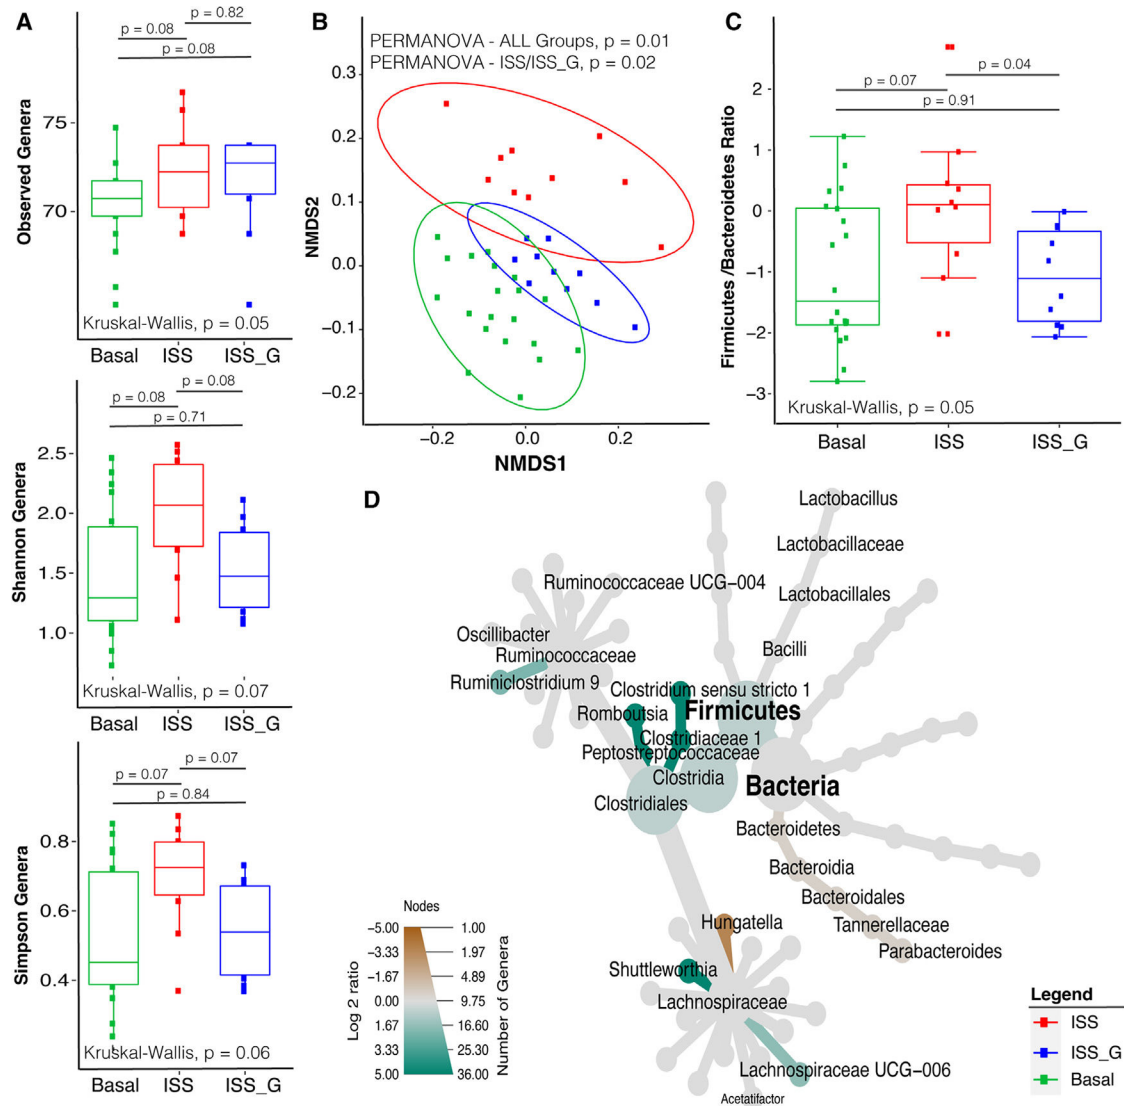 A
p = 0.82
p = 0.08
p = 0.08
Observed Genera
75
70
Kruskal-Wallis, p = 0.05
Basal ISS ISS_G
p = 0.08
p = 0.08
p = 0.71
Shannon Genera
2.5
2.0
1.5
1.0
Kruskal-Wallis, p = 0.07
Basal ISS ISS_G
p = 0.07
p = 0.07
p = 0.84
Simpson Genera
0.8
0.6
0.4
Kruskal-Wallis, p = 0.06
Basal ISS ISS_G
B
PERMANOVA - ALL Groups, p = 0.01
PERMANOVA - ISS/ISS_G, p = 0.02
NMDS2
0.3
0.2
0.1
0.0
−0.1
−0.2
−0.2 0.0 0.2
NMDS1
C
p = 0.04
p = 0.07
p = 0.91
Firmicutes /Bacteroidetes Ratio
2
1
0
−1
−2
−3
Kruskal-Wallis, p = 0.05
Basal ISS ISS_G
D
Lactobacillus
Lactobacillaceae
Ruminococcaceae UCG−004
Lactobacillales
Oscillibacter
Bacilli
Ruminococcaceae
Ruminiclostridium 9
Clostridium sensu stricto 1
Romboutsia
Firmicutes
Clostridiaceae 1
Peptostreptococcaceae
Clostridia
Bacteria
Clostridiales
Bacteroidetes
Bacteroidia
Bacteroidales
Hungatella
Tannerellaceae
Parabacteroides
Shuttleworthia
Lachnospiraceae
Lachnospiraceae UCG−006
Acetatifactor
Nodes
Log 2 ratio
Number of Genera
−5.00 1.00
−3.33 1.97
−1.67 4.89
0.00 9.75
1.67 16.60
3.33 25.30
5.00 36.00
Legend
ISS
ISS_G
Basal